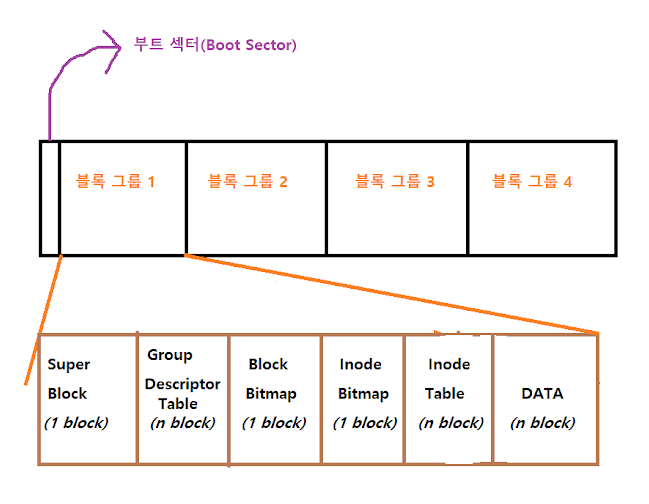 부트 섹터(Boot Sector)
블록 그룹 1
블록 그룹 2
블록 그룹 3
블록 그룹 4
Super
Block
(1 block)
Group
Descriptor
Table
(n block)
Block
Bitmap
(1 block)
Inode
Bitmap
(1 block)
Inode
Table
(n block)
DATA
(n block)